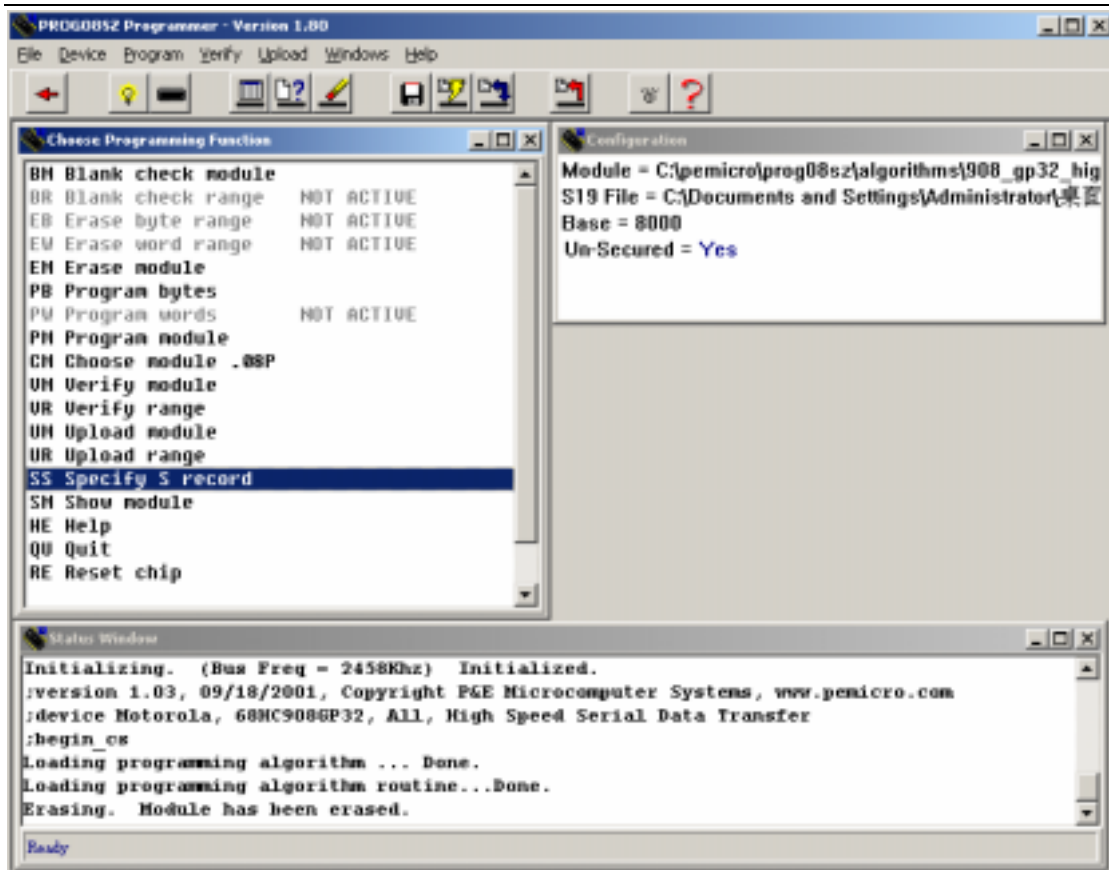 PROG08SZ Programmer - Version 1.80
File Device Program Verify Upload Windows Help
Choose Programming Function
BM Blank check module
BR Blank check range NOT ACTIVE
EB Erase byte range NOT ACTIVE
EW Erase word range NOT ACTIVE
EM Erase module
PB Program bytes
PW Program words NOT ACTIVE
PM Program module
CM Choose module .08P
VM Verify module
VR Verify range
UM Upload module
UR Upload range
SS Specify S record
SM Show module
HE Help
QU Quit
RE Reset chip
Configuration
Module = C:\pemicro\prog08sz\algorithms\908_gp32_hig
S19 File = C:\Documents and Settings\Administrator\桌面
Base = 8000
Un-Secured = Yes
Status Window
Initializing. (Bus Freq = 2458Khz) Initialized.
;version 1.03, 09/18/2001, Copyright P&E Microcomputer Systems, www.pemicro.com
;device Motorola, 68HC908GP32, All, High Speed Serial Data Transfer
;begin_cs
Loading programming algorithm ... Done.
Loading programming algorithm routine...Done.
Erasing. Module has been erased.
Ready